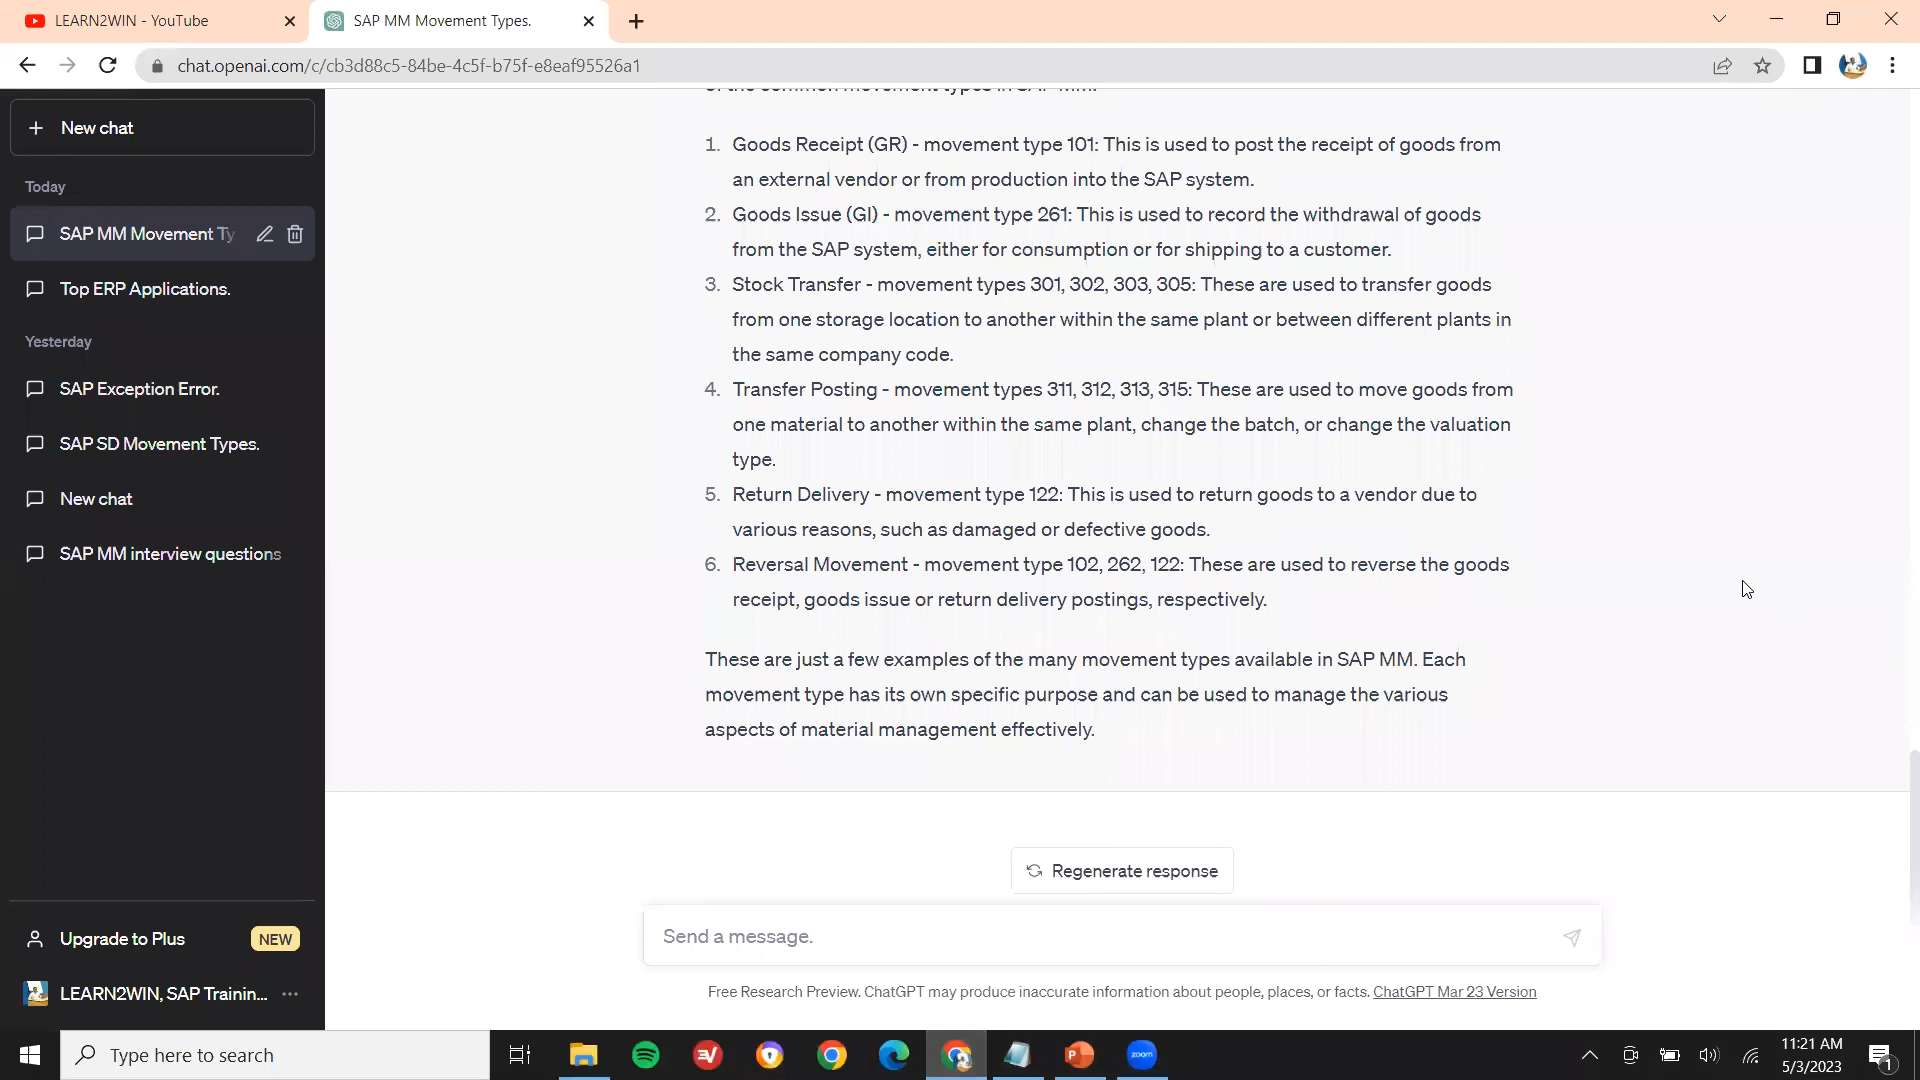 LEARN2WIN - YouTube
SAP MM Movement Types.
chat.openai.com/c/cb3d88c5-84be-4c5f-b75f-e8eaf95526a1
New chat
Today
SAP MM Movement Ty
Top ERP Applications.
Yesterday
SAP Exception Error.
SAP SD Movement Types.
New chat
SAP MM interview questions
Upgrade to Plus NEW
LEARN2WIN, SAP Trainin...
of the common movement types in SAP MM:
1. Goods Receipt (GR) - movement type 101: This is used to post the receipt of goods from
an external vendor or from production into the SAP system.
2. Goods Issue (GI) - movement type 261: This is used to record the withdrawal of goods
from the SAP system, either for consumption or for shipping to a customer.
3. Stock Transfer - movement types 301, 302, 303, 305: These are used to transfer goods
from one storage location to another within the same plant or between different plants in
the same company code.
4. Transfer Posting - movement types 311, 312, 313, 315: These are used to move goods from
one material to another within the same plant, change the batch, or change the valuation
type.
5. Return Delivery - movement type 122: This is used to return goods to a vendor due to
various reasons, such as damaged or defective goods.
6. Reversal Movement - movement type 102, 262, 122: These are used to reverse the goods
receipt, goods issue or return delivery postings, respectively.
These are just a few examples of the many movement types available in SAP MM. Each
movement type has its own specific purpose and can be used to manage the various
aspects of material management effectively.
Regenerate response
Send a message.
Free Research Preview. ChatGPT may produce inaccurate information about people, places, or facts. ChatGPT Mar 23 Version
Type here to search
zoom
11:21 AM
5/3/2023
1